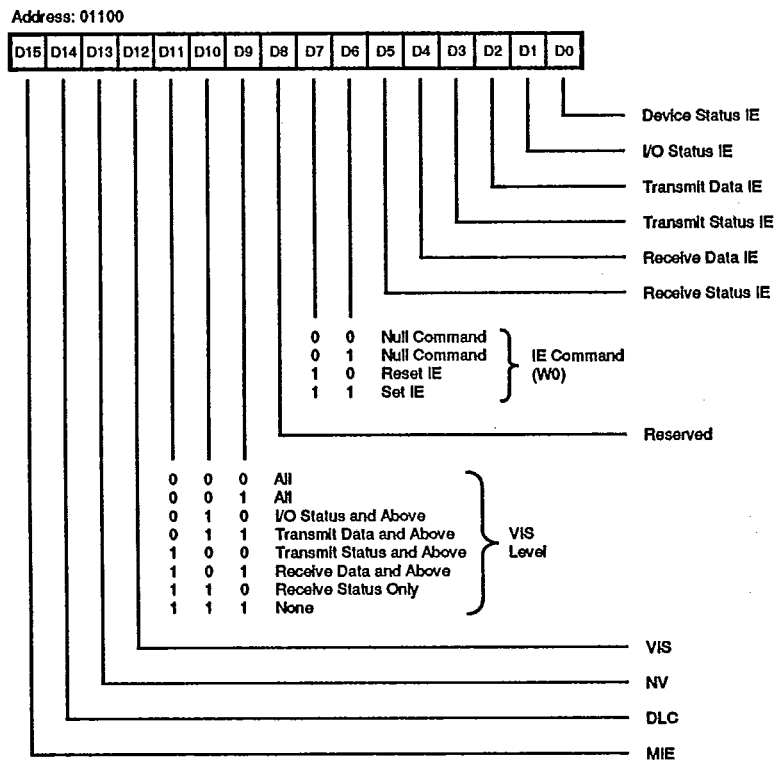 Address: 01100
D15 D14 D13 D12 D11 D10 D9 D8 D7 D6 D5 D4 D3 D2 D1 D0
Device Status IE
I/O Status IE
Transmit Data IE
Transmit Status IE
Receive Data IE
Receive Status IE
0 0 Null Command
0 1 Null Command
1 0 Reset IE
1 1 Set IE
IE Command
(W0)
Reserved
0 0 0 All
0 0 1 All
0 1 0 I/O Status and Above
0 1 1 Transmit Data and Above
1 0 0 Transmit Status and Above
1 0 1 Receive Data and Above
1 1 0 Receive Status Only
1 1 1 None
VIS
Level
VIS
NV
DLC
MIE